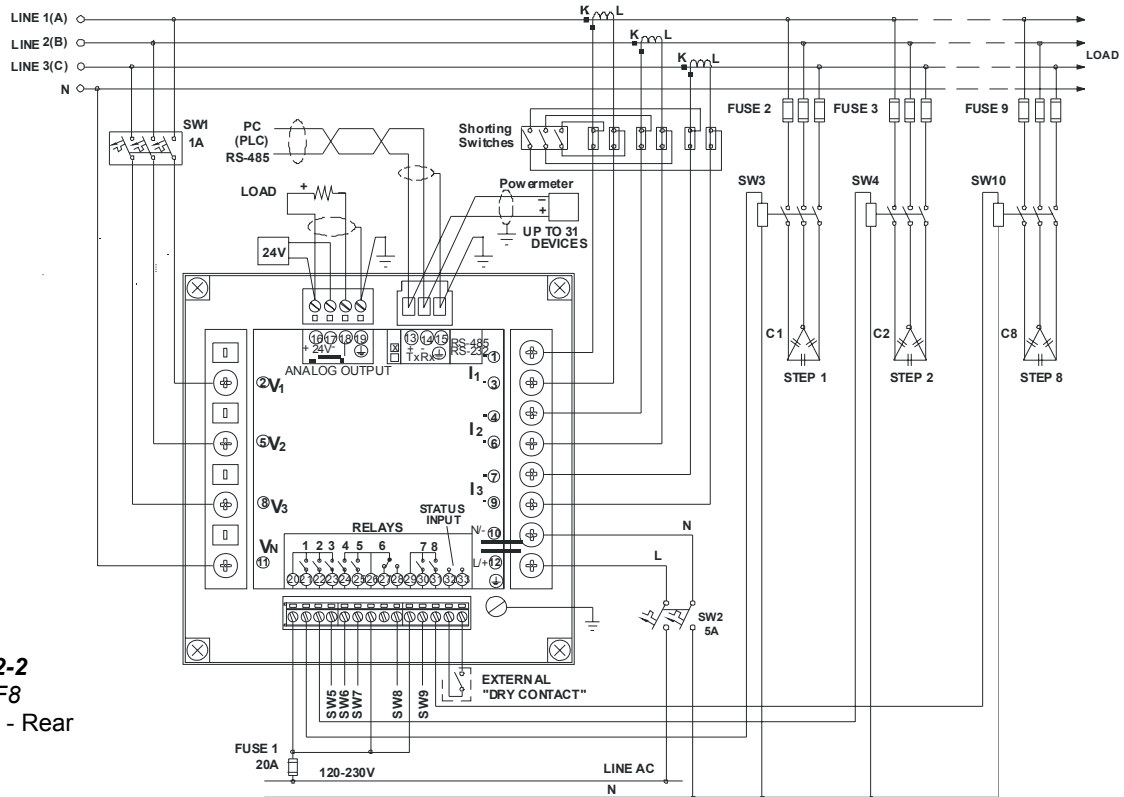 LINE 1(A)
K L
LINE 2(B)
K L
LINE 3(C)
K L
LOAD
N
SW1
1A
PC
(PLC)
RS-485
Shorting
Switches
FUSE 2
FUSE 3
FUSE 9
LOAD
+
Powermeter
–
+
UP TO 31
DEVICES
24V
SW3
SW4
SW10
16 17 18 19
+ 24V -
ANALOG OUTPUT
13 14 15
+ -
Tx Rx
RS-485
RS-232
1
2 V1
I1
3
C1
C2
C8
STEP 1
STEP 2
STEP 8
4
5 V2
I2
6
7
8 V3
I3
9
STATUS
INPUT
RELAYS
N/- 10
N
VN
11
1 2 3 4 5 6 7 8
L/+ 12
L
20 21 22 23 24 25 26 27 28 29 30 31 32 33
SW2
5A
2-2
F8
- Rear
SW5
SW6
SW7
SW8
SW9
EXTERNAL
"DRY CONTACT"
FUSE 1
20A
120-230V
LINE AC
N